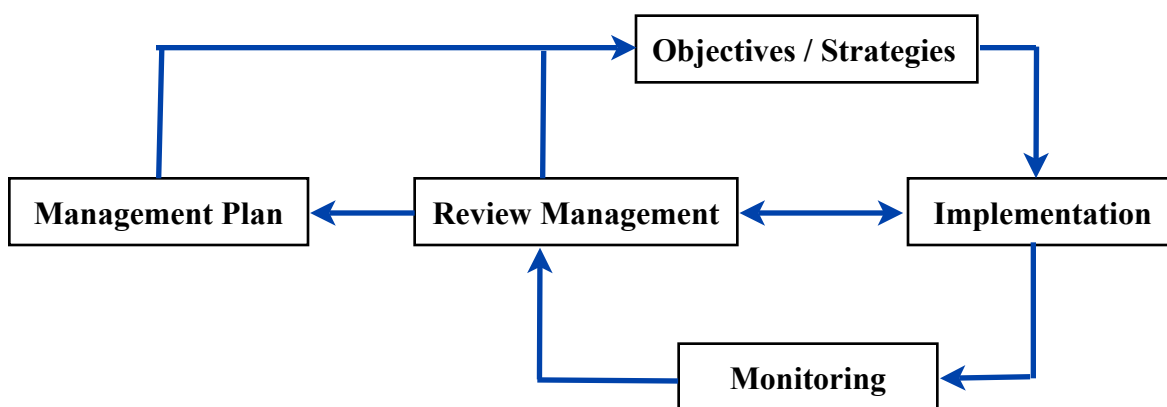 Objectives / Strategies
Management Plan
Review Management
Implementation
Monitoring